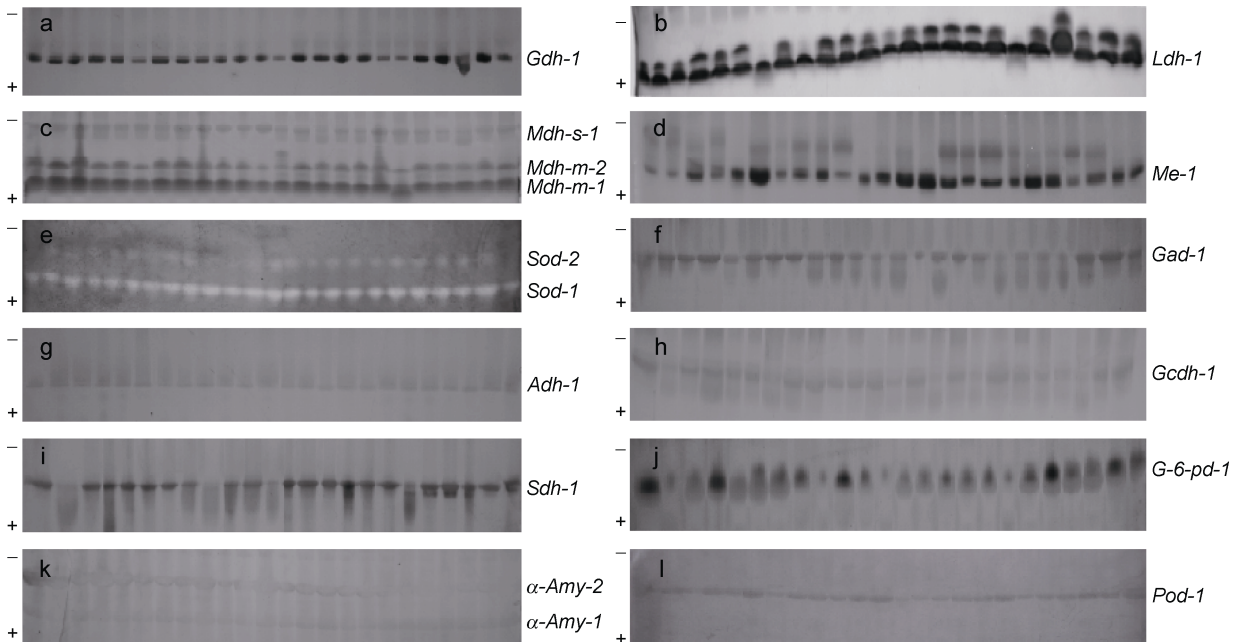 −
a
+
Gdh-1
−
b
+
Ldh-1
−
c
+
Mdh-s-1
Mdh-m-2
Mdh-m-1
−
d
+
Me-1
−
e
+
Sod-2
Sod-1
−
f
+
Gad-1
−
g
+
Adh-1
−
h
+
Gcdh-1
−
i
+
Sdh-1
−
j
+
G-6-pd-1
−
k
+
α-Amy-2
α-Amy-1
−
l
+
Pod-1